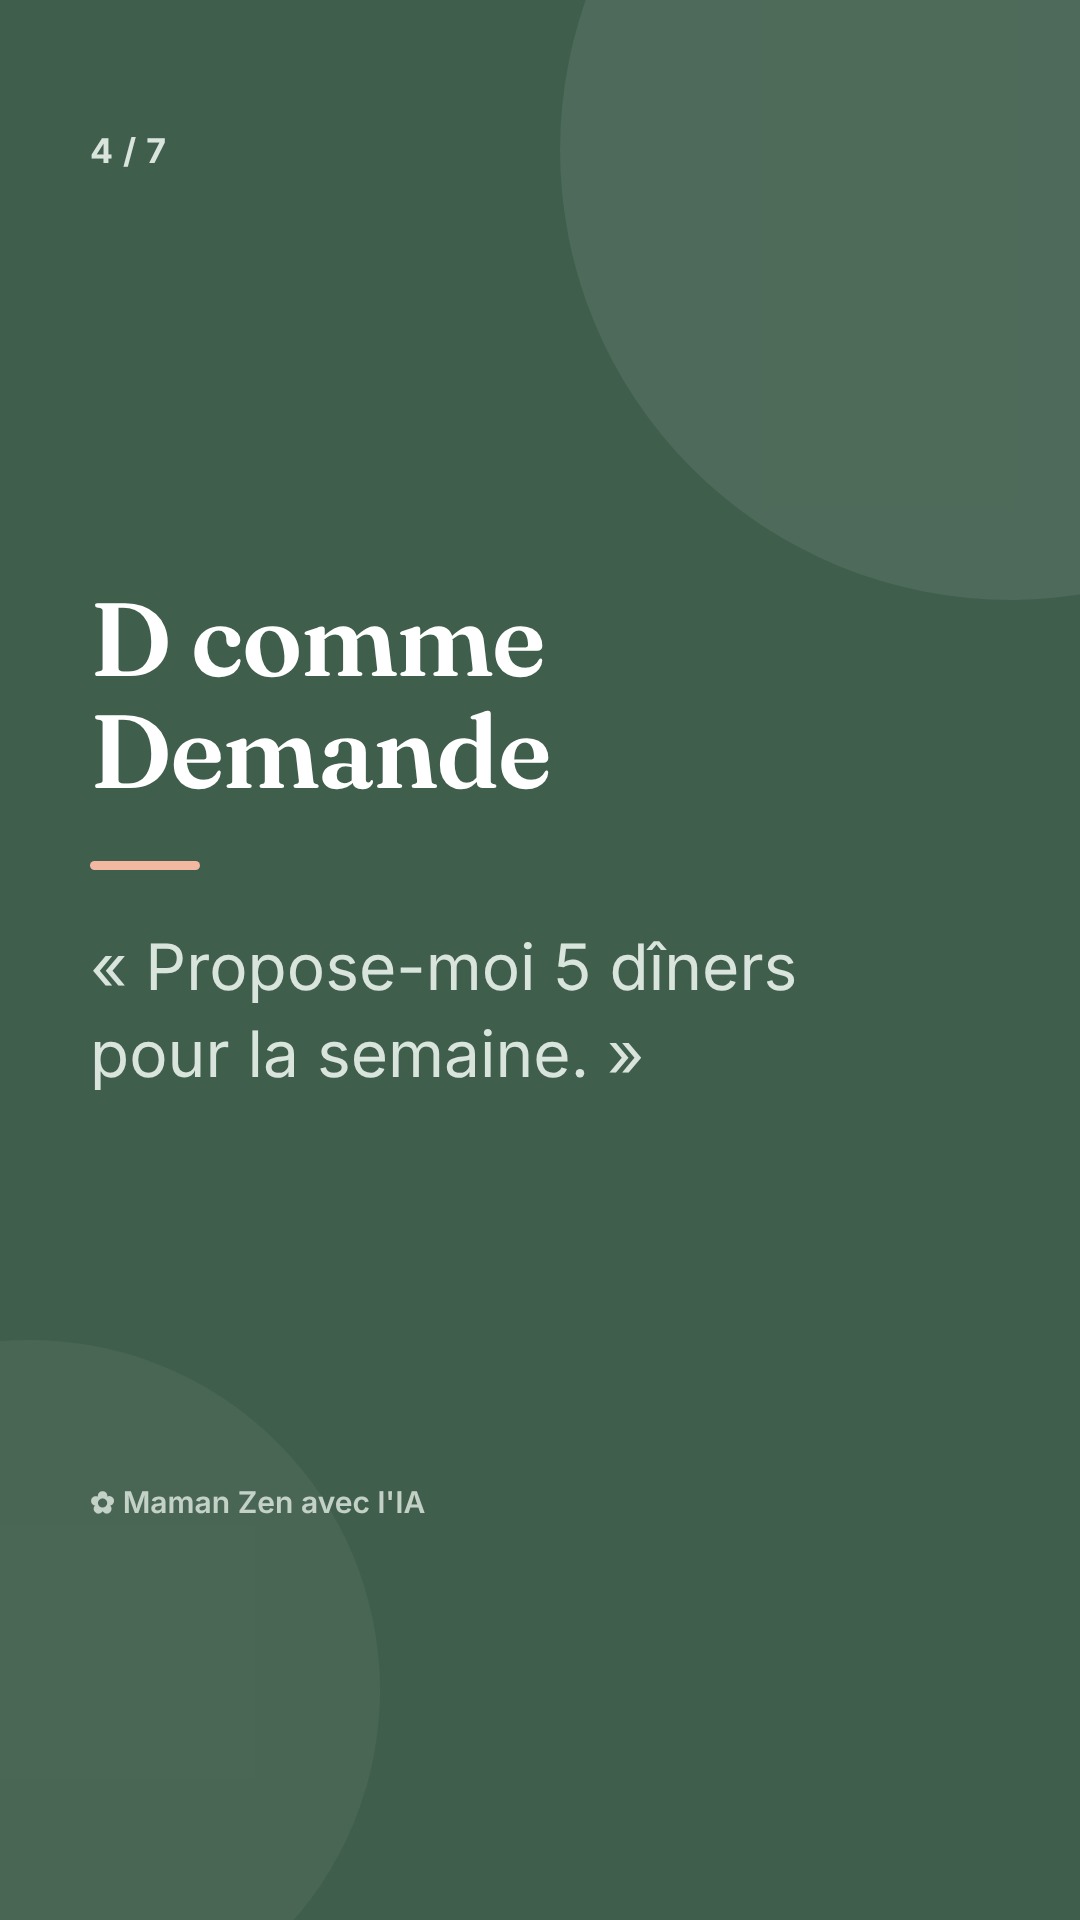 4 / 7
D comme
Demande
« Propose-moi 5 dîners
pour la semaine. »
✿ Maman Zen avec l'IA